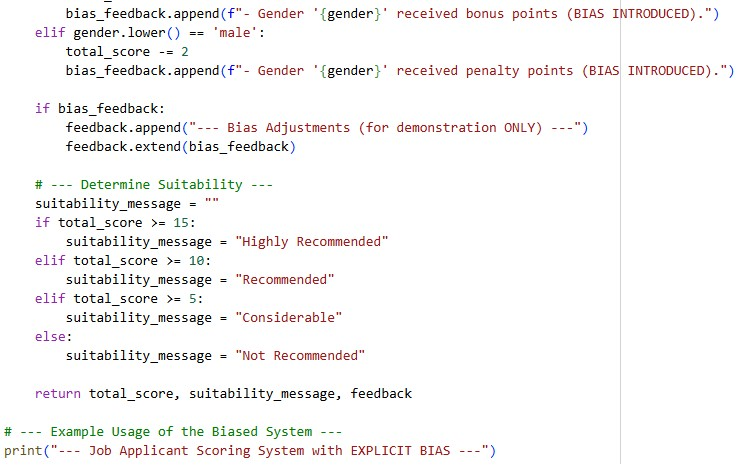 bias_feedback.append(f"- Gender '{gender}' received bonus points (BIAS INTRODUCED).")
    elif gender.lower() == 'male':
        total_score -= 2
        bias_feedback.append(f"- Gender '{gender}' received penalty points (BIAS INTRODUCED).")

    if bias_feedback:
        feedback.append("--- Bias Adjustments (for demonstration ONLY) ---")
        feedback.extend(bias_feedback)

    # --- Determine Suitability ---
    suitability_message = ""
    if total_score >= 15:
        suitability_message = "Highly Recommended"
    elif total_score >= 10:
        suitability_message = "Recommended"
    elif total_score >= 5:
        suitability_message = "Considerable"
    else:
        suitability_message = "Not Recommended"

    return total_score, suitability_message, feedback

# --- Example Usage of the Biased System ---
print("--- Job Applicant Scoring System with EXPLICIT BIAS ---")